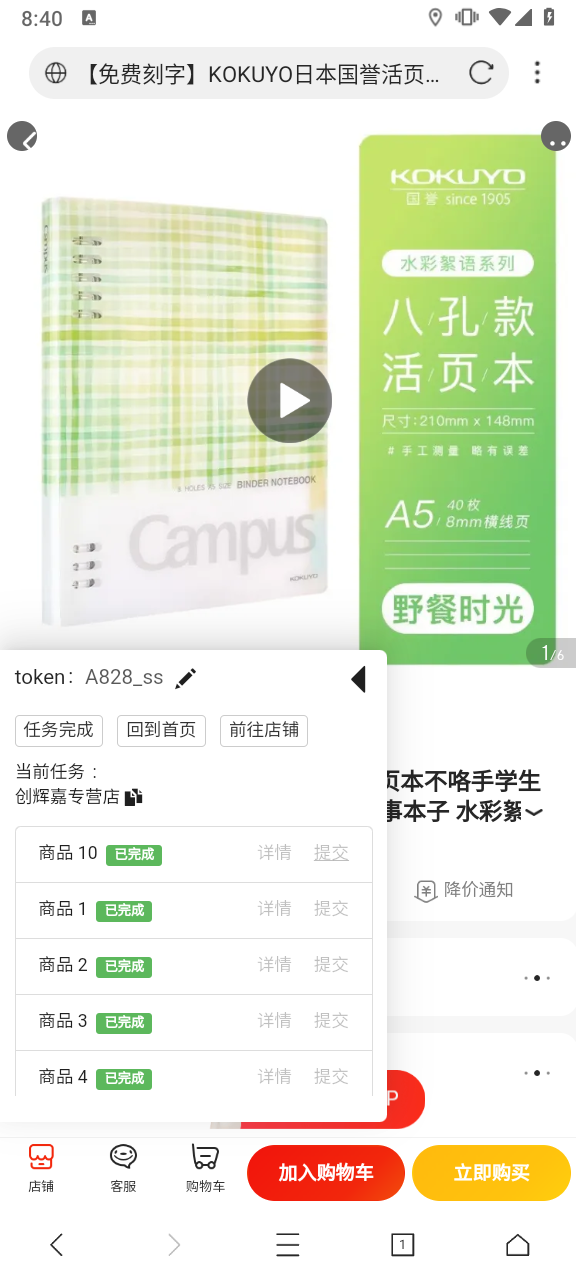 8:40
A
【免费刻字】KOKUYO日本国誉活页...
KOKUYO
国誉 since 1905
水彩絮语系列
八/孔/款
活/页/本
尺寸:210mm x 148mm
# 手工测量 略有误差
A5/ 40枚
8mm横线页
野餐时光
Campus
8 HOLES A5 SIZE BINDER NOTEBOOK
Campus
KOKUYO
1/6
token: A828_ss
任务完成
回到首页
前往店铺
当前任务：
创辉嘉专营店
商品 10 已完成 详情 提交
商品 1 已完成 详情 提交
商品 2 已完成 详情 提交
商品 3 已完成 详情 提交
商品 4 已完成 详情 提交
页本不咯手学生
事本子 水彩絮
降价通知
P
店铺
客服
购物车
加入购物车
立即购买
1